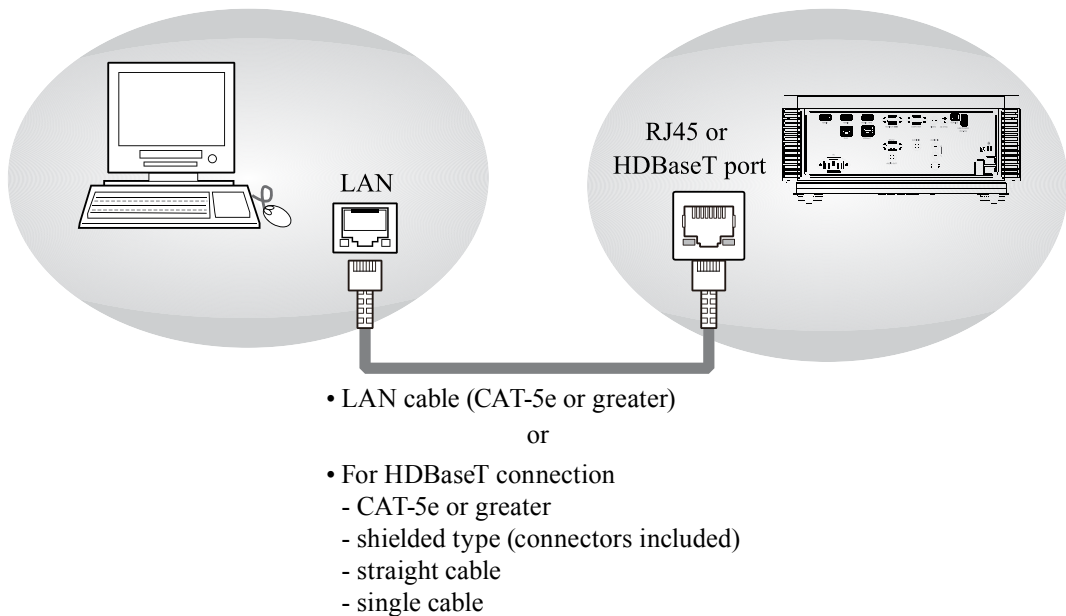 LAN
RJ45 or
HDBaseT port
• LAN cable (CAT-5e or greater)
or
• For HDBaseT connection
- CAT-5e or greater
- shielded type (connectors included)
- straight cable
- single cable